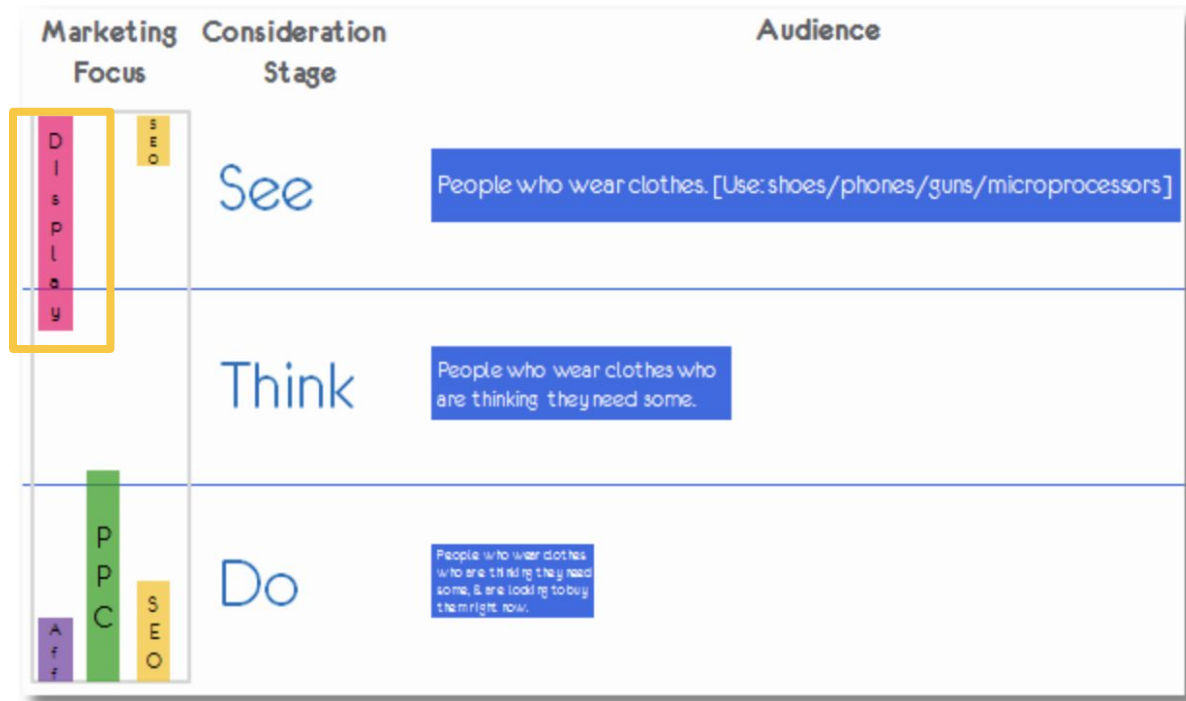 Marketing Focus
Consideration Stage
Audience
Display
SEO
See
People who wear clothes. [Use: shoes/phones/guns/microprocessors]
Think
People who wear clothes who
are thinking they need some.
PPC
Aff
SEO
Do
People who wear clothes
who are thinking they need
some, & are looking to buy
them right now.